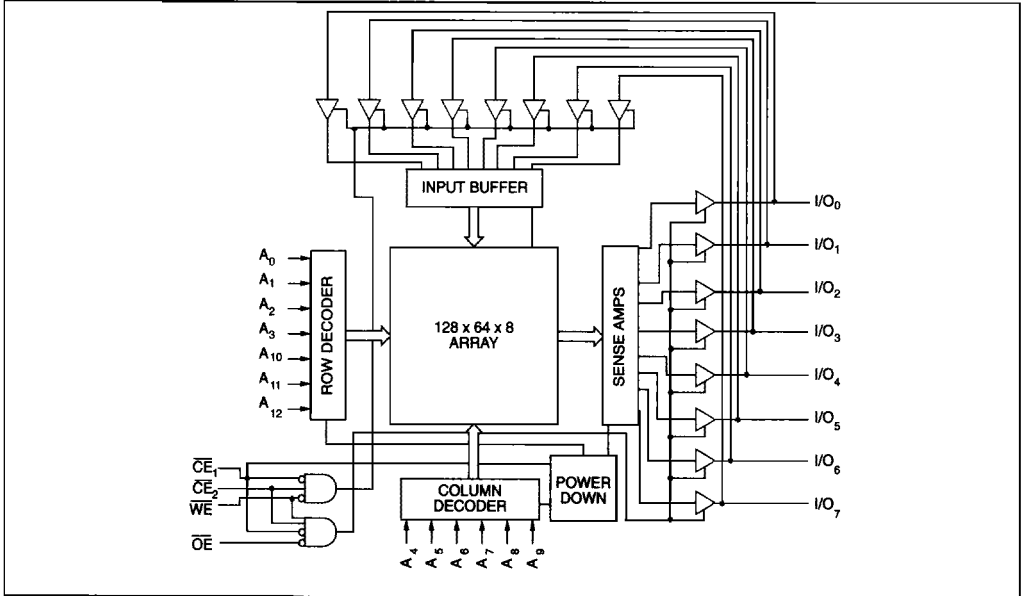 INPUT BUFFER
A0
A1
A2
A3
A10
A11
A12
ROW DECODER
128 x 64 x 8
ARRAY
SENSE AMPS
I/O0
I/O1
I/O2
I/O3
I/O4
I/O5
I/O6
I/O7
CE1
CE2
WE
OE
COLUMN
DECODER
POWER
DOWN
A4
A5
A6
A7
A8
A9